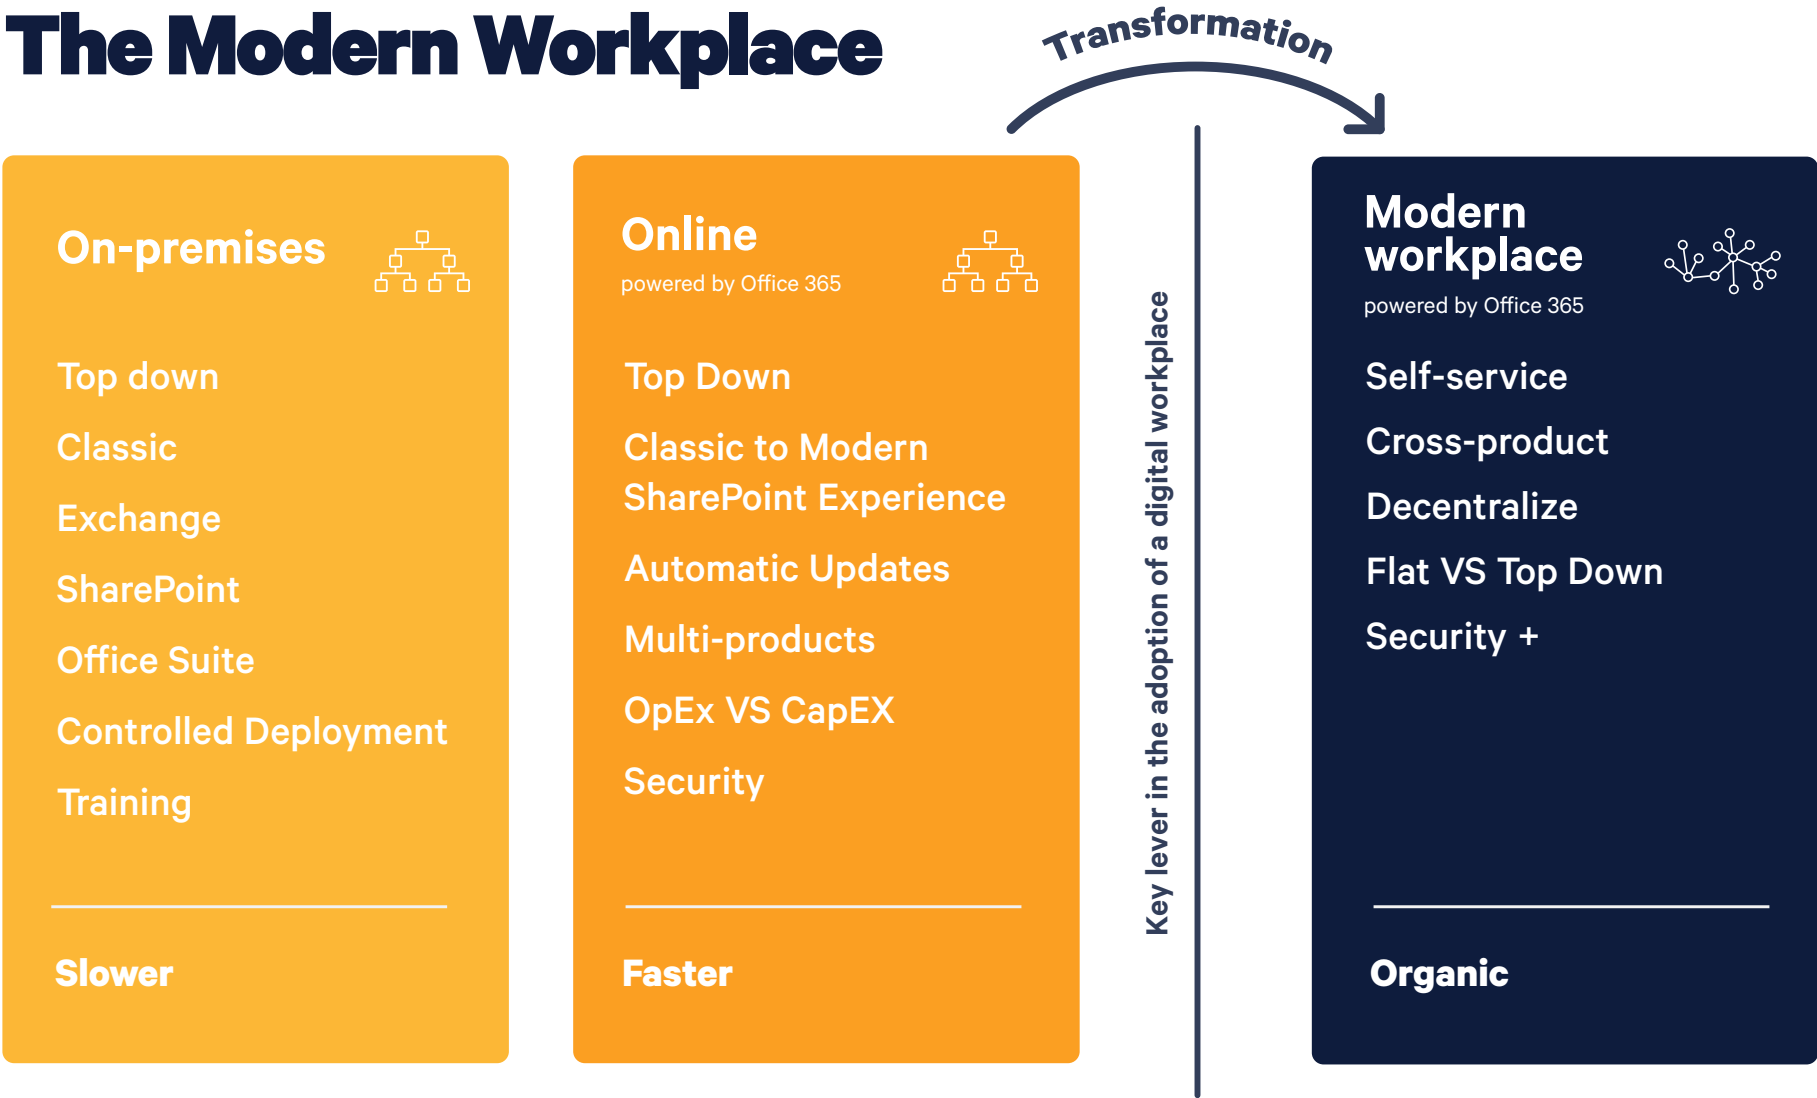 The Modern Workplace
Transformation
On-premises
Top down
Classic
Exchange
SharePoint
Office Suite
Controlled Deployment
Training
Slower
Online
powered by Office 365
Top Down
Classic to Modern
SharePoint Experience
Automatic Updates
Multi-products
OpEx VS CapEX
Security
Faster
Key lever in the adoption of a digital workplace
Modern
workplace
powered by Office 365
Self-service
Cross-product
Decentralize
Flat VS Top Down
Security +
Organic